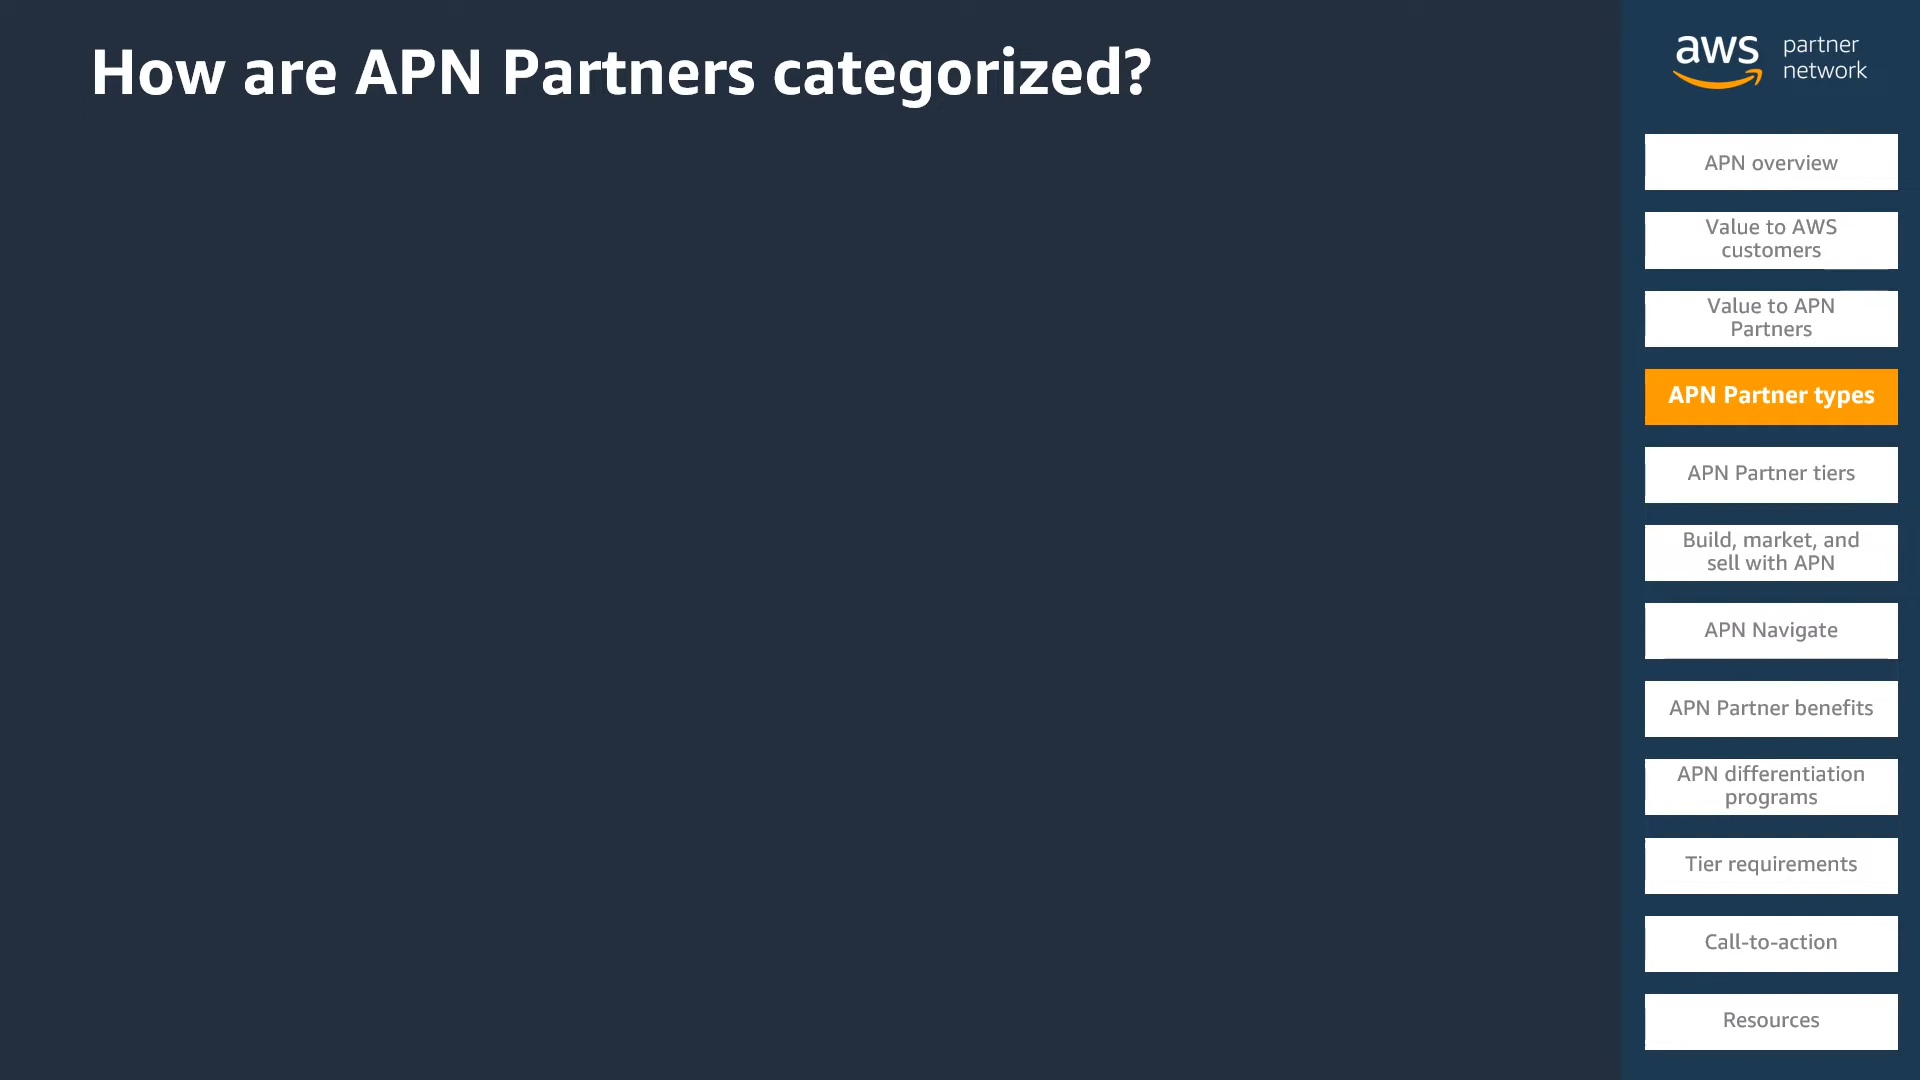 How are APN Partners categorized?
aws partner
network
APN overview
Value to AWS
customers
Value to APN
Partners
APN Partner types
APN Partner tiers
Build, market, and
sell with APN
APN Navigate
APN Partner benefits
APN differentiation
programs
Tier requirements
Call-to-action
Resources